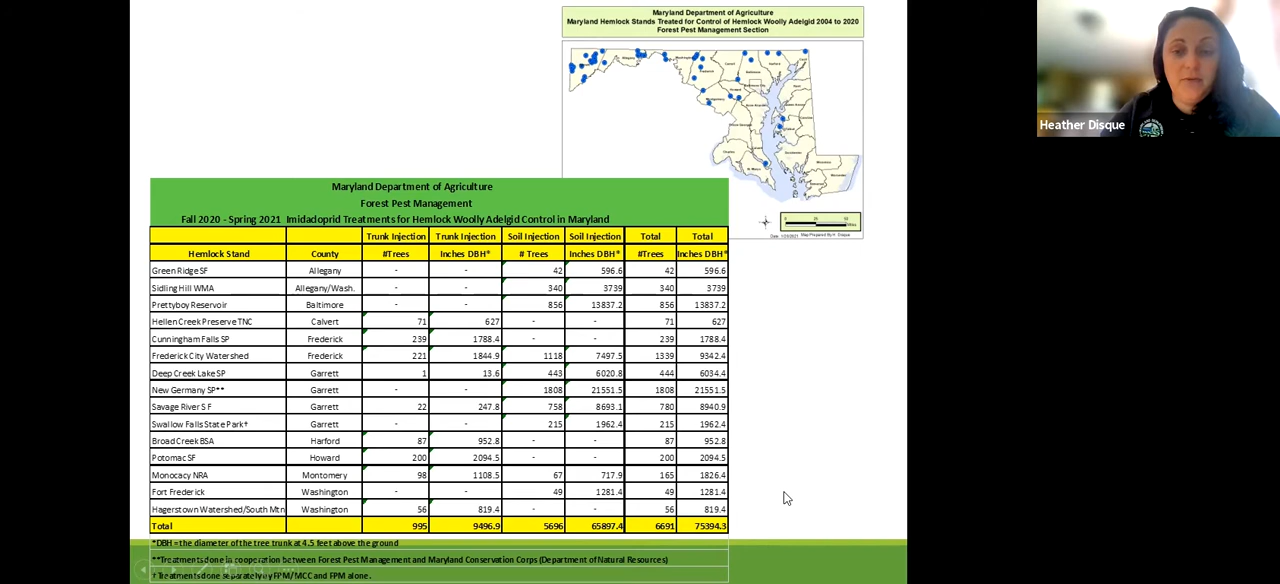 Maryland Department of Agriculture
Maryland Hemlock Stands Treated for Control of Hemlock Woolly Adelgid 2004 to 2020
Forest Pest Management Section
Heather Disque
Maryland Department of Agriculture
Forest Pest Management
Fall 2020 - Spring 2021 Imidadoprid Treatments for Hemlock Woolly Adelgid Control in Maryland
Trunk Injection Trunk Injection Soil Injection Soil Injection Total Total
Hemlock Stand County #Trees Inches DBH* # Trees Inches DBH* #Trees Inches DBH*
Green Ridge SF Allegany - - 42 596.6 42 596.6
Sidling Hill WMA Allegany/Wash. - - 340 3739 340 3739
Prettyboy Reservoir Baltimore - - 856 13837.2 856 13837.2
Hellen Creek Preserve TNC Calvert 71 627 - - 71 627
Cunningham Falls SP Frederick 239 1788.4 - - 239 1788.4
Frederick City Watershed Frederick 221 1844.9 1118 7497.5 1339 9342.4
Deep Creek Lake SP Garrett 1 13.6 443 6020.8 444 6034.4
New Germany SP** Garrett - - 1808 21551.5 1808 21551.5
Savage River S F Garrett 22 247.8 758 8693.1 780 8940.9
Swallow Falls State Park† Garrett - - 215 1962.4 215 1962.4
Broad Creek BSA Harford 87 952.8 - - 87 952.8
Potomac SF Howard 200 2094.5 - - 200 2094.5
Monocacy NRA Montomery 98 1108.5 67 717.9 165 1826.4
Fort Frederick Washington - - 49 1281.4 49 1281.4
Hagerstown Watershed/South Mtn Washington 56 819.4 - - 56 819.4
Total 995 9496.9 5696 65897.4 6691 75394.3
*DBH = the diameter of the tree trunk at 4.5 feet above the ground
**Treatments done in cooperation between Forest Pest Management and Maryland Conservation Corps (Department of Natural Resources)
† Treatments done separately by FPM/MCC and FPM alone.